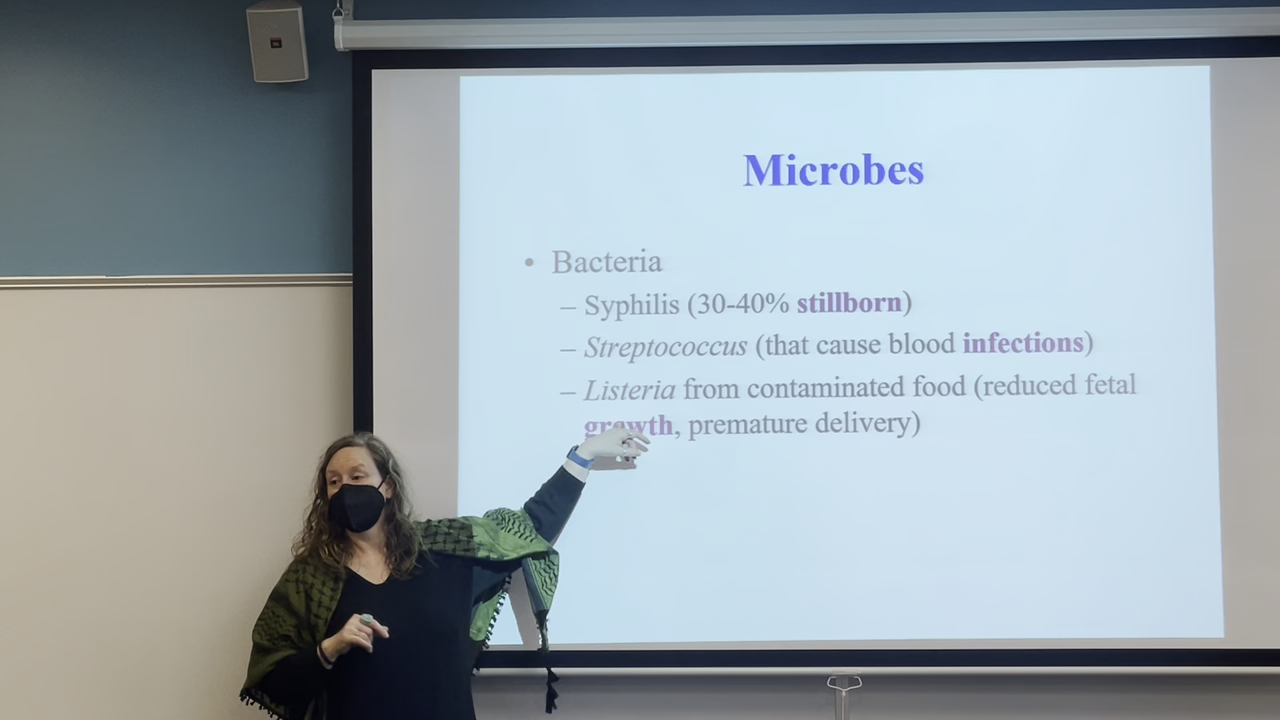 Microbes
• Bacteria
– Syphilis (30-40% stillborn)
– Streptococcus (that cause blood infections)
– Listeria from contaminated food (reduced fetal
growth, premature delivery)